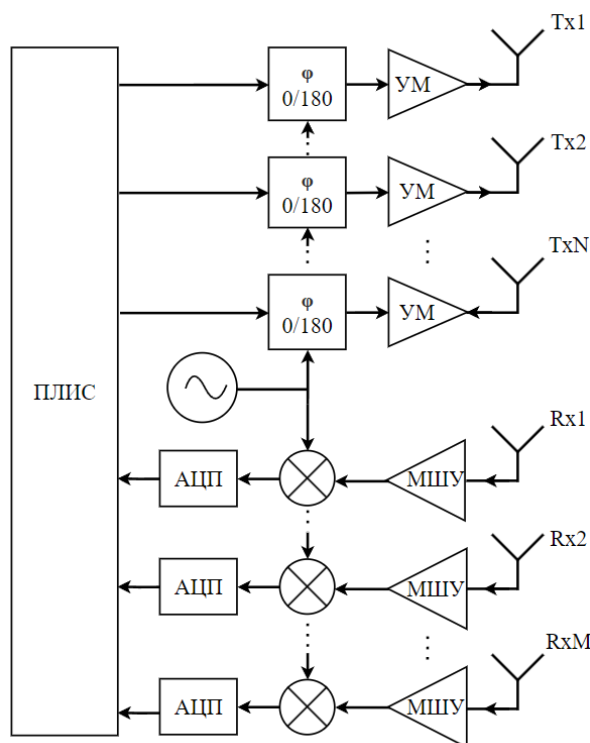 Tx1
φ
0/180
УМ
Tx2
φ
0/180
УМ
TxN
φ
0/180
УМ
ПЛИС
Rx1
АЦП
МШУ
Rx2
АЦП
МШУ
RxM
АЦП
МШУ